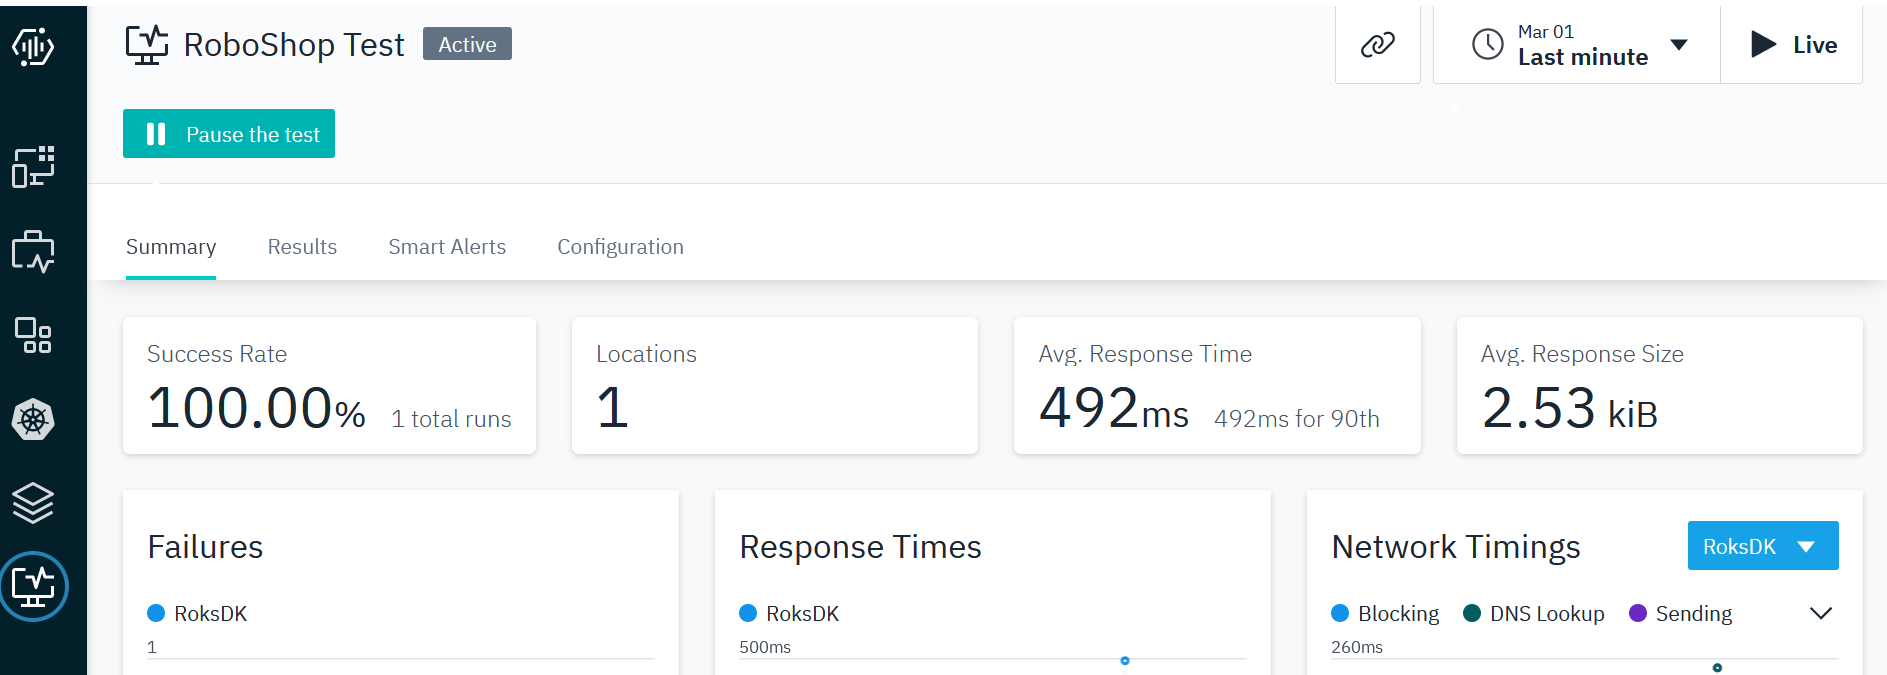 RoboShop Test Active
Mar 01
Last minute
Live
Pause the test
Summary Results Smart Alerts Configuration
Success Rate
100.00% 1 total runs
Locations
1
Avg. Response Time
492ms 492ms for 90th
Avg. Response Size
2.53 kiB
Failures
RoksDK
1
Response Times
RoksDK
500ms
Network Timings RoksDK
Blocking DNS Lookup Sending
260ms